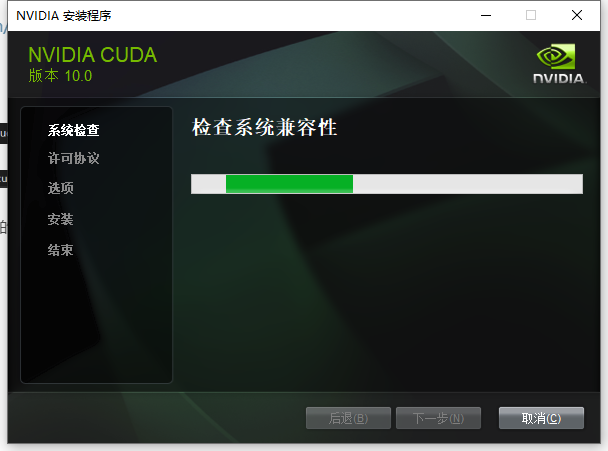 NVIDIA 安装程序
NVIDIA CUDA
版本 10.0
NVIDIA.
系统检查
许可协议
选项
安装
结束
检查系统兼容性
后退(B)
下一步(N)
取消(C)